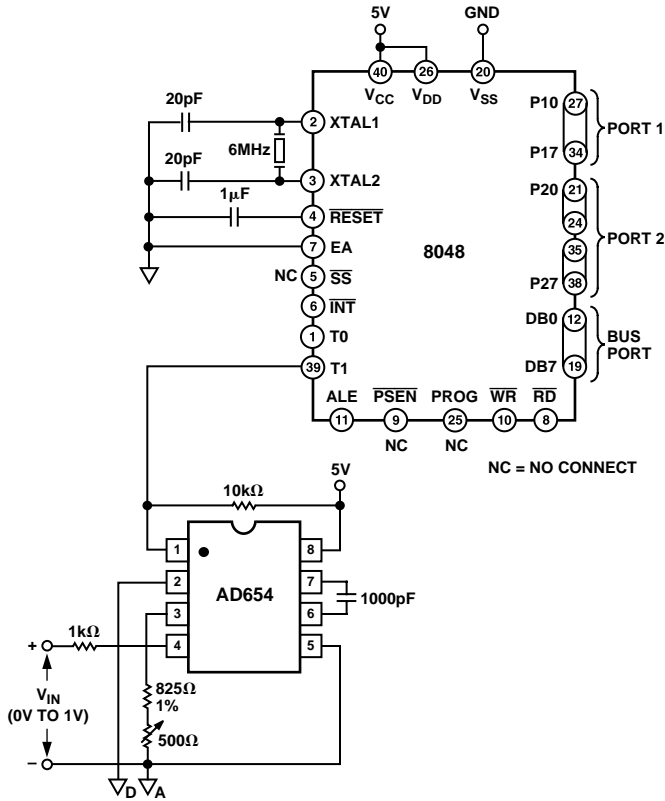 5V
GND
40
26
20
VCC
VDD
VSS
20pF
2
XTAL1
6MHz
20pF
3
XTAL2
1μF
4
RESET
7
EA
NC
5
SS
6
INT
1
T0
39
T1
8048
P10
27
P17
34
PORT 1
P20
21
24
35
P27
38
PORT 2
DB0
12
DB7
19
BUS
PORT
ALE
PSEN
PROG
WR
RD
11
9
25
10
8
NC
NC
NC = NO CONNECT
5V
10kΩ
1
8
2
7
AD654
1000pF
3
6
1kΩ
4
5
+
VIN
(0V TO 1V)
825Ω
1%
500Ω
–
D
A